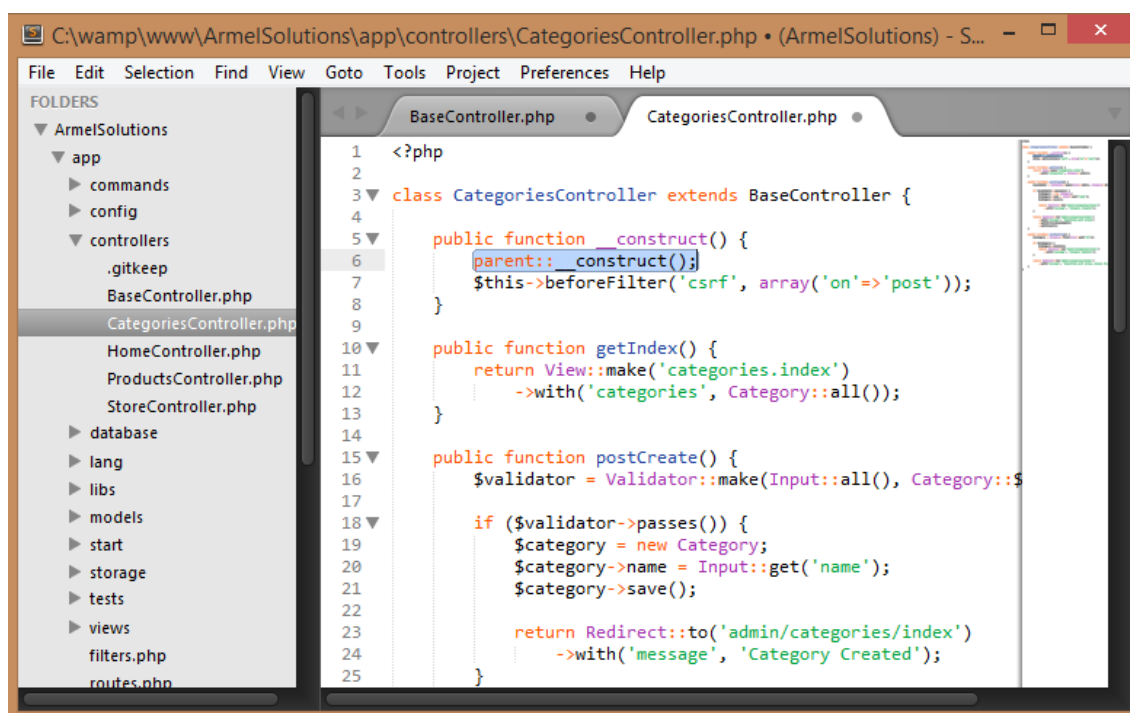 C:\wamp\www\ArmelSolutions\app\controllers\CategoriesController.php • (ArmelSolutions) - S...
File Edit Selection Find View Goto Tools Project Preferences Help
FOLDERS
ArmelSolutions
app
commands
config
controllers
.gitkeep
BaseController.php
CategoriesController.php
HomeController.php
ProductsController.php
StoreController.php
database
lang
libs
models
start
storage
tests
views
filters.php
routes.php
BaseController.php CategoriesController.php
1 <?php
2
3 class CategoriesController extends BaseController {
4
5 public function __construct() {
6 parent::__construct();
7 $this->beforeFilter('csrf', array('on'=>'post'));
8 }
9
10 public function getIndex() {
11 return View::make('categories.index')
12 ->with('categories', Category::all());
13 }
14
15 public function postCreate() {
16 $validator = Validator::make(Input::all(), Category::$
17
18 if ($validator->passes()) {
19 $category = new Category;
20 $category->name = Input::get('name');
21 $category->save();
22
23 return Redirect::to('admin/categories/index')
24 ->with('message', 'Category Created');
25 }